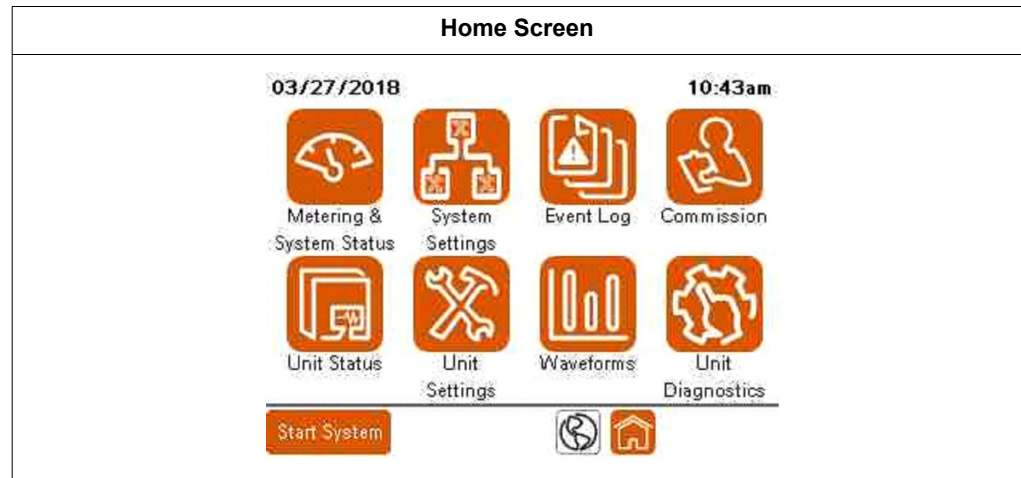 Home Screen
03/27/2018 10:43am
Metering & System Status
System Settings
Event Log
Commission
Unit Status
Unit Settings
Waveforms
Unit Diagnostics
Start System